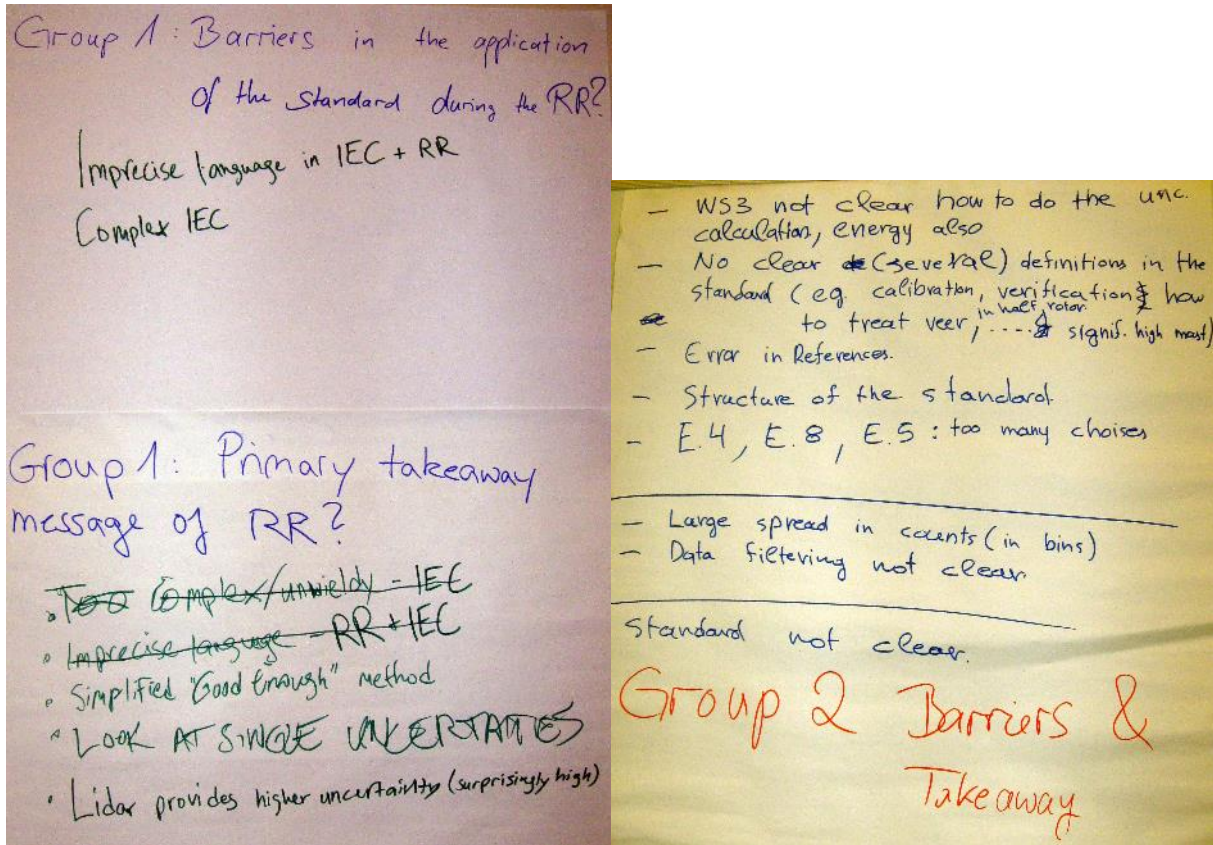 Group 1: Barriers in the application
of the standard during the RR?
Imprecise language in IEC + RR
Complex IEC
Group 1: Primary takeaway
message of RR?
• Too Complex/unwieldy - IEC
• Imprecise language - RR + IEC
• Simplified "Good Enough" method
• LOOK AT SINGLE UNCERTAITIES
• Lidar provides higher uncertainty (surprisingly high)
- WS3 not clear how to do the unc.
calculation, energy also
- No clear (several) definitions in the
standard (eg. calibration, verification, how
to treat veer, in half rotor .... signif. high mast)
- Error in References.
- Structure of the standard.
- E.4, E.8, E.5 : too many choises
- Large spread in counts (in bins)
- Data filtering not clear.
Standard not clear.
Group 2 Barriers &
Takeaway